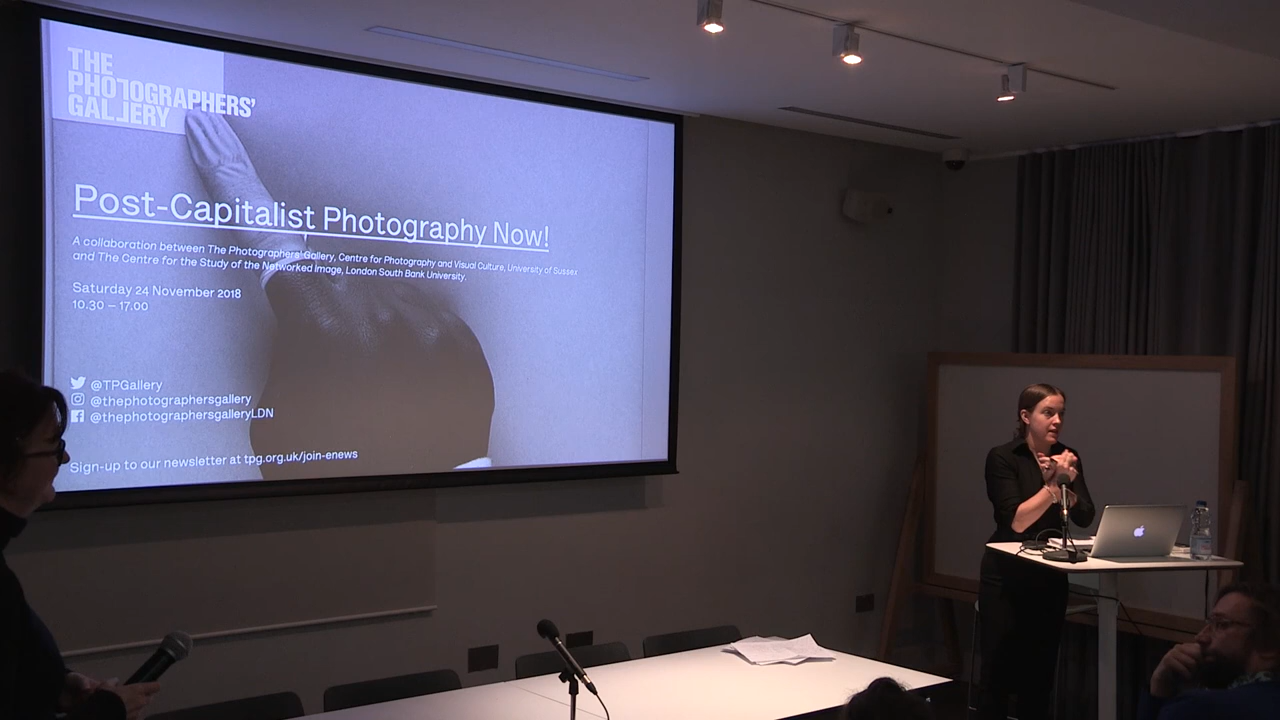 THE
PHOTOGRAPHERS'
GALLERY
Post-Capitalist Photography Now!
A collaboration between The Photographers' Gallery, Centre for Photography and Visual Culture, University of Sussex
and The Centre for the Study of the Networked Image, London South Bank University.
Saturday 24 November 2018
10.30 – 17.00
@TPGallery
@thephotographersgallery
@thephotographersgalleryLDN
Sign-up to our newsletter at tpg.org.uk/join-enews